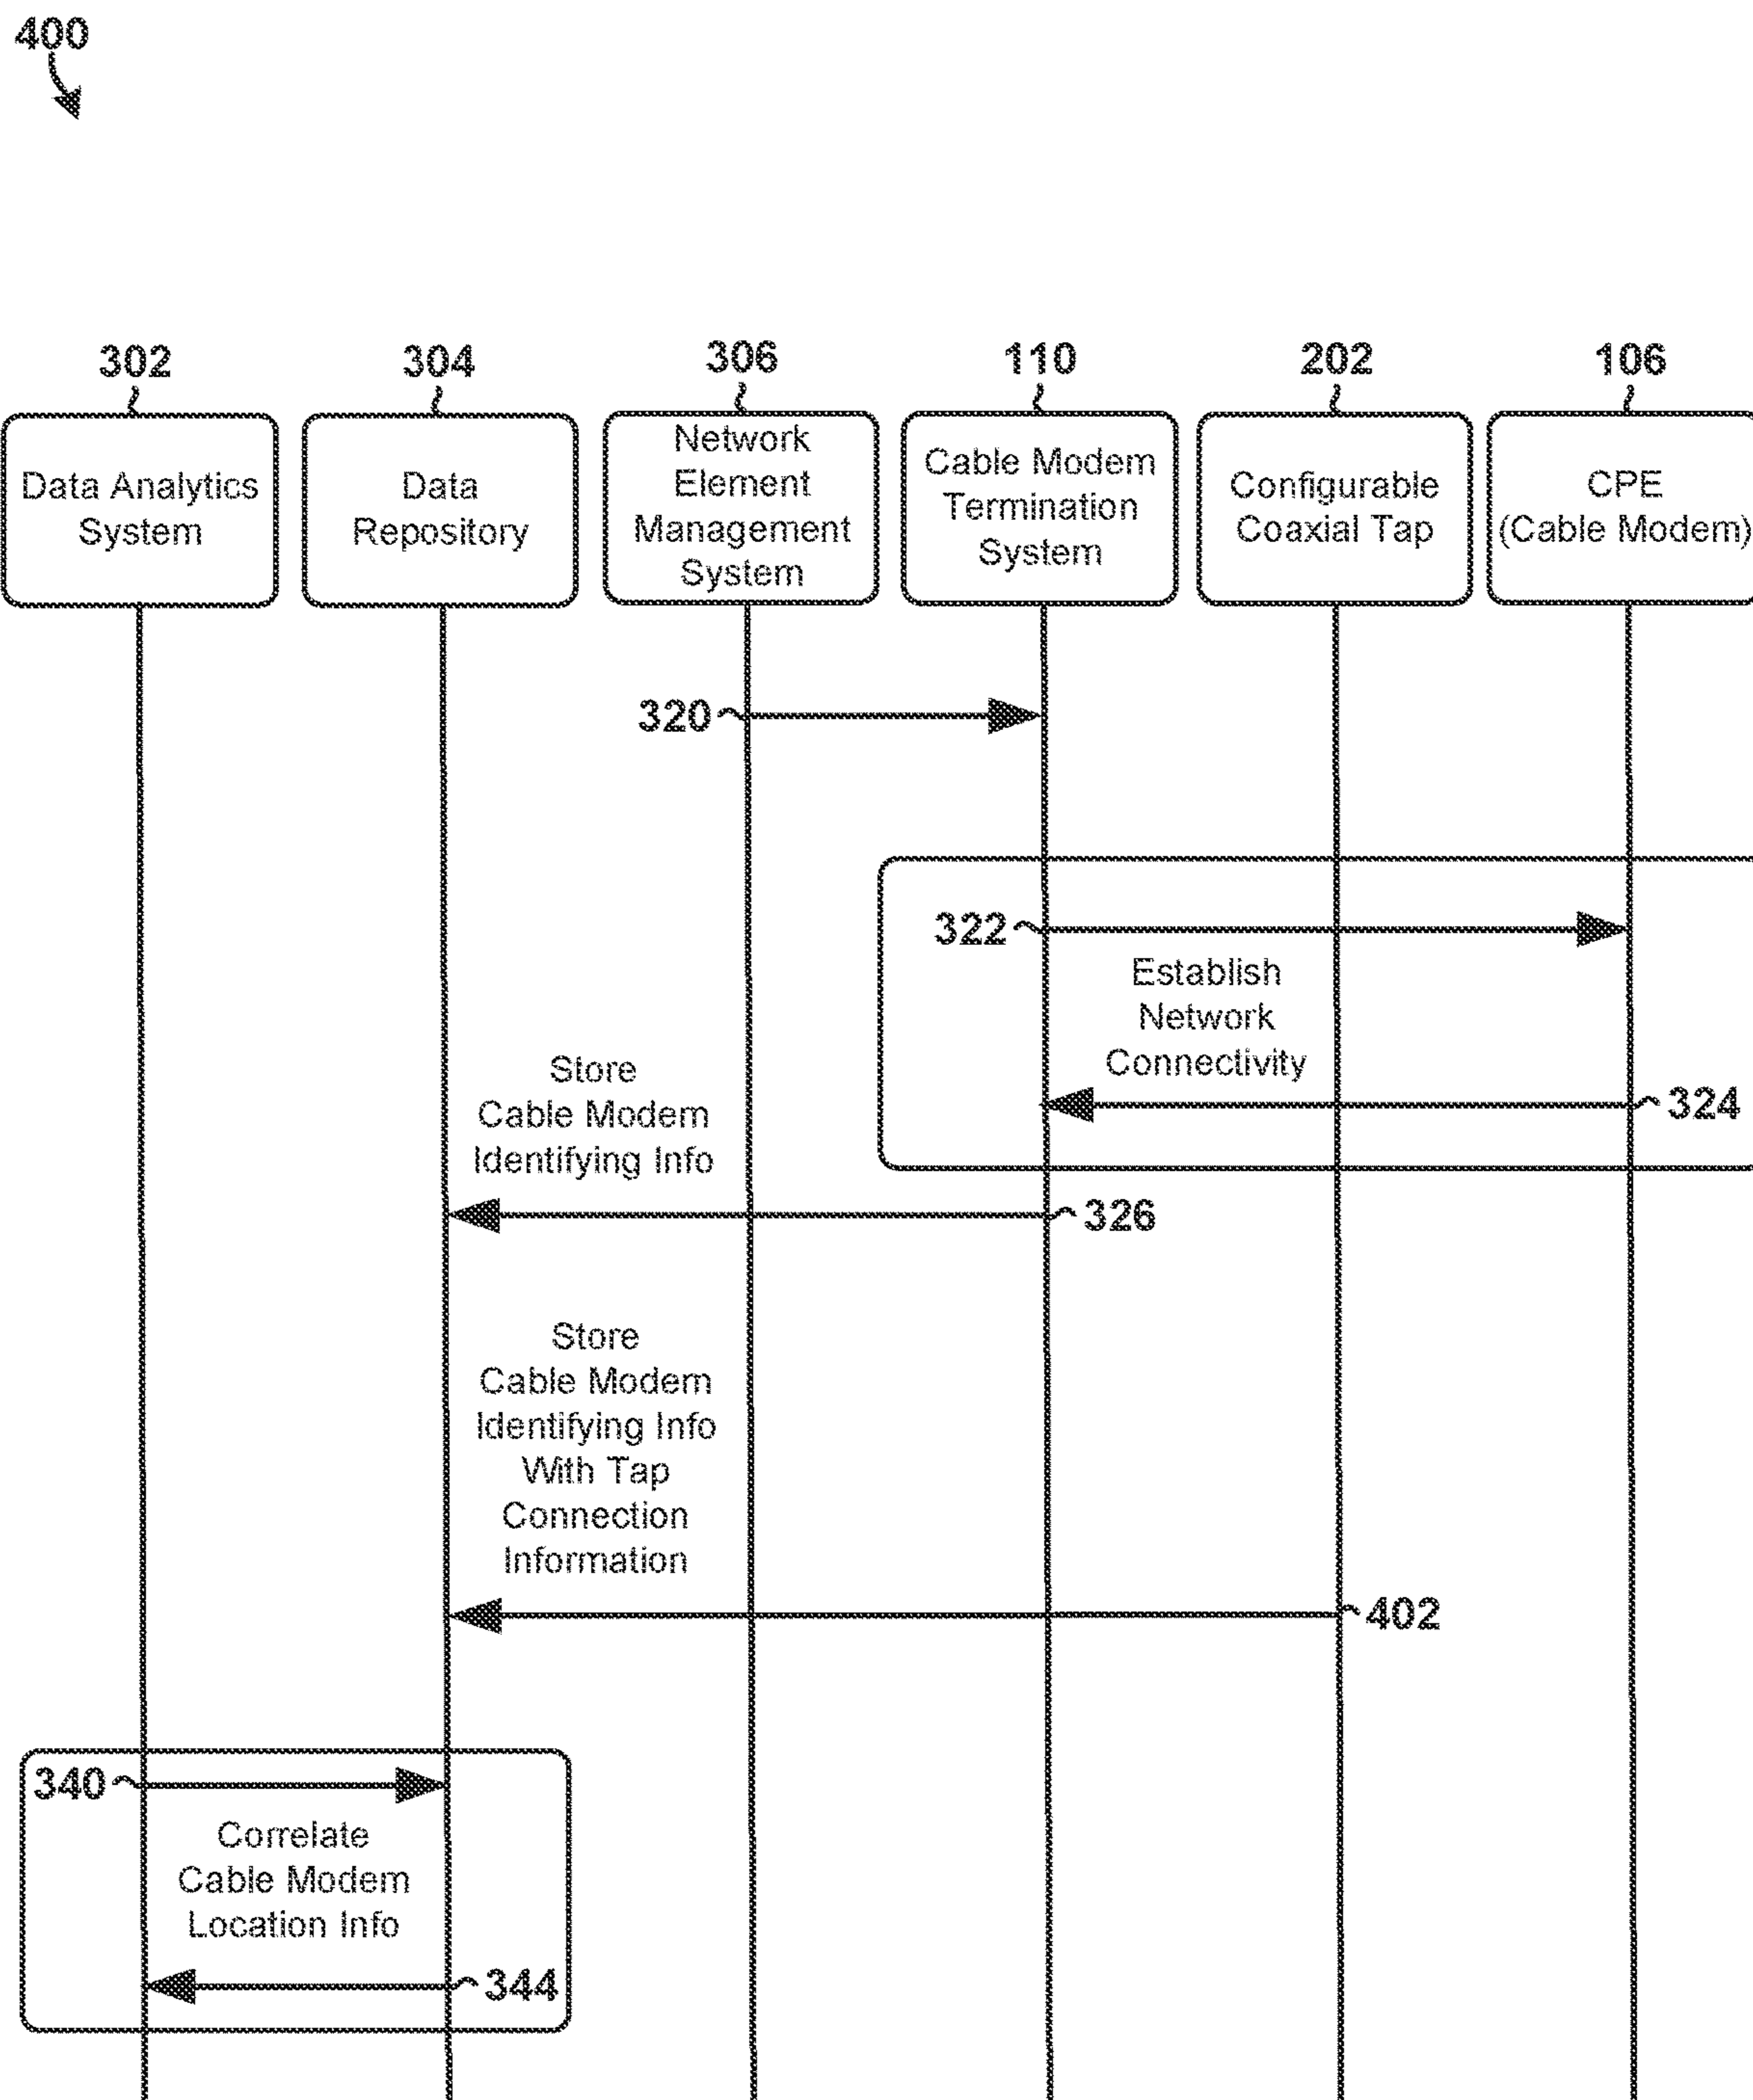 400
302
304
306
110
202
106
Data Analytics
System
Data
Repository
Network
Element
Management
System
Cable Modem
Termination
System
Configurable
Coaxial Tap
CPE
(Cable Modem)
320
322
Establish
Network
Connectivity
324
Store
Cable Modem
Identifying Info
326
Store
Cable Modem
Identifying Info
With Tap
Connection
Information
402
340
Correlate
Cable Modem
Location Info
344